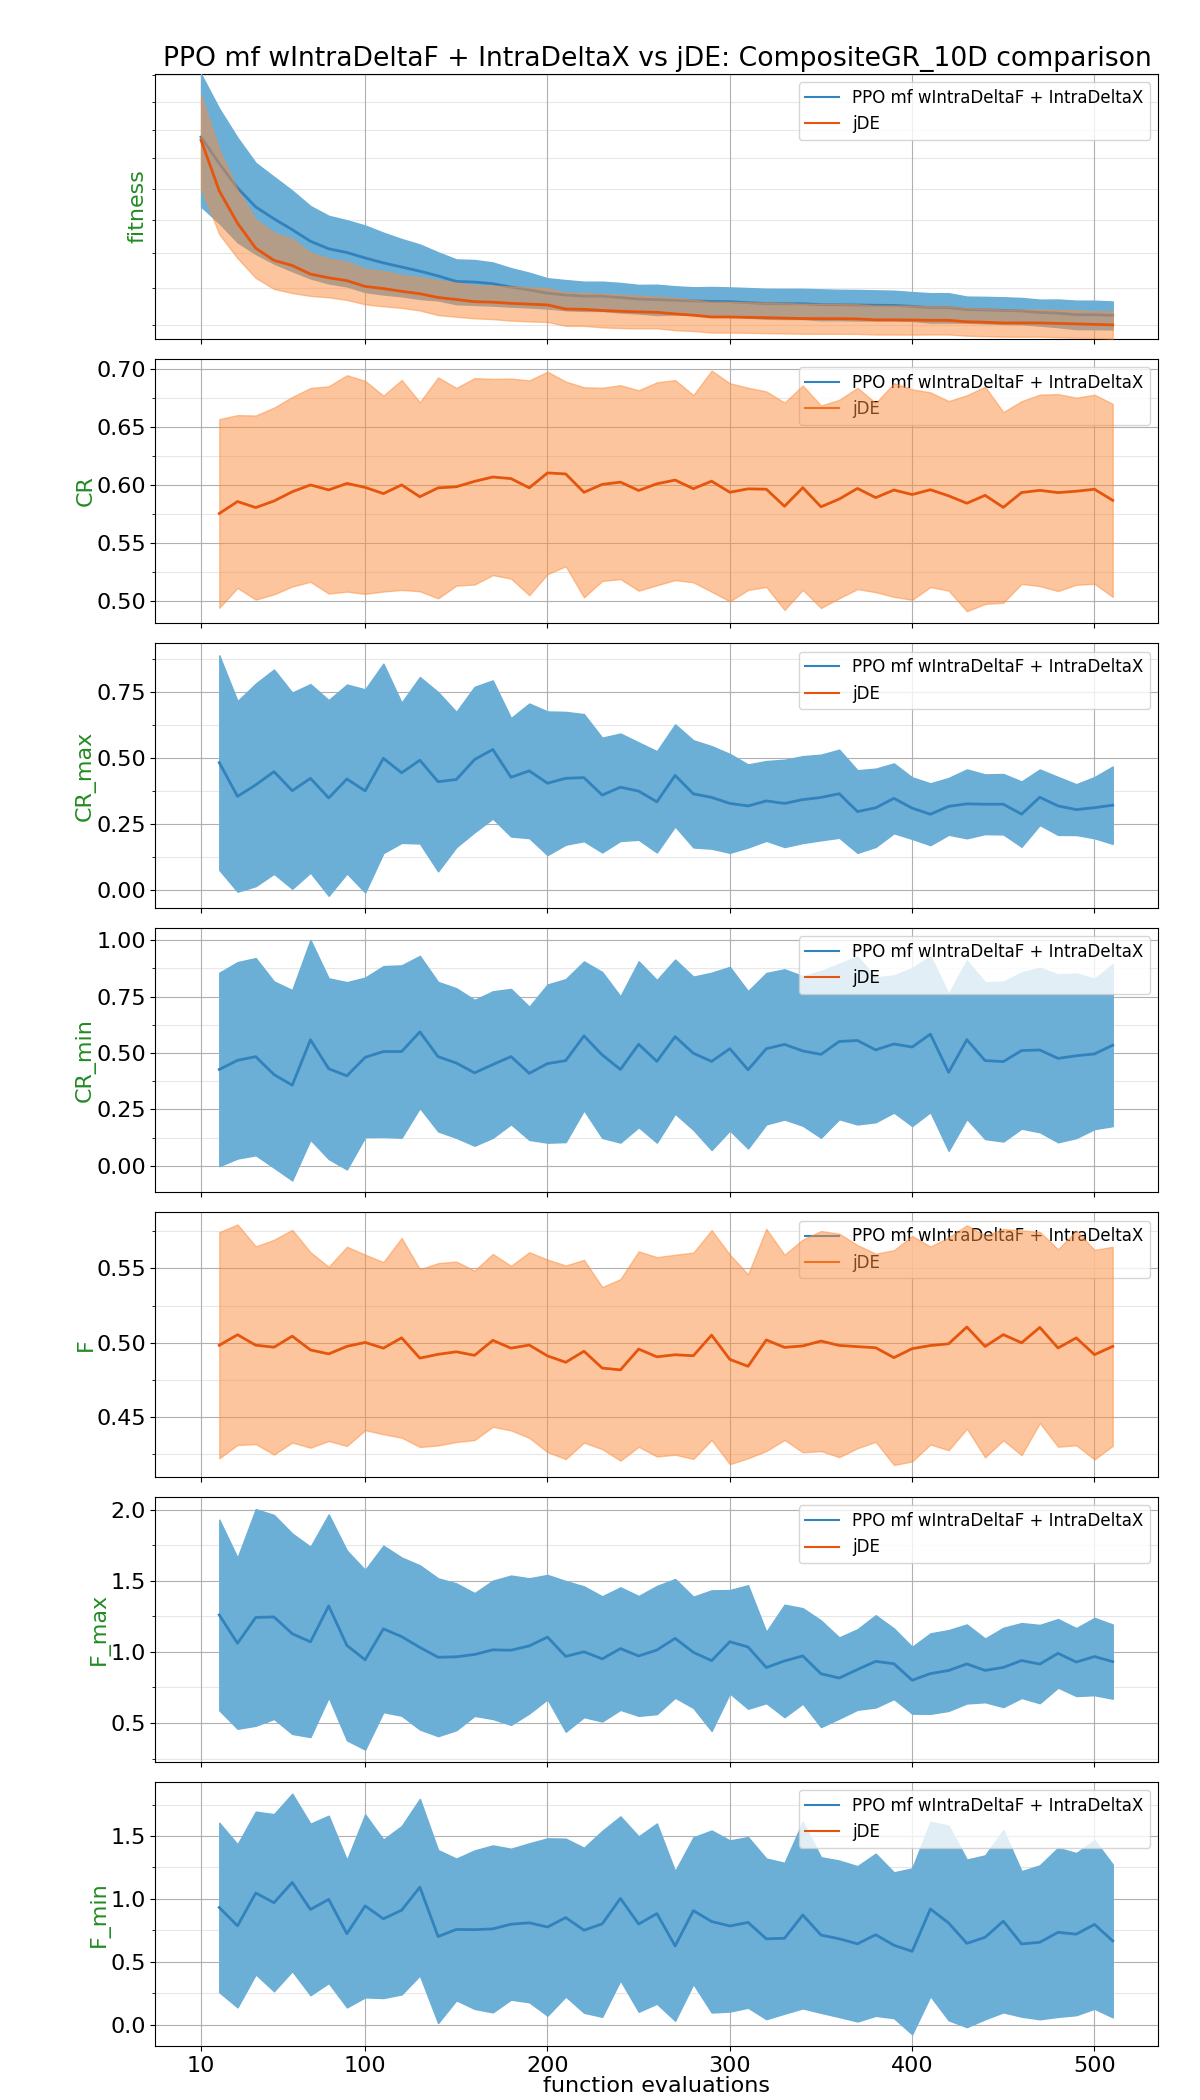 PPO mf wIntraDeltaF + IntraDeltaX vs jDE: CompositeGR_10D comparison
fitness
PPO mf wIntraDeltaF + IntraDeltaX
jDE
CR
0.70
0.65
0.60
0.55
0.50
PPO mf wIntraDeltaF + IntraDeltaX
jDE
CR_max
0.75
0.50
0.25
0.00
PPO mf wIntraDeltaF + IntraDeltaX
jDE
CR_min
1.00
0.75
0.50
0.25
0.00
PPO mf wIntraDeltaF + IntraDeltaX
jDE
F
0.55
0.50
0.45
PPO mf wIntraDeltaF + IntraDeltaX
jDE
F_max
2.0
1.5
1.0
0.5
PPO mf wIntraDeltaF + IntraDeltaX
jDE
F_min
1.5
1.0
0.5
0.0
PPO mf wIntraDeltaF + IntraDeltaX
jDE
10 100 200 300 400 500
function evaluations